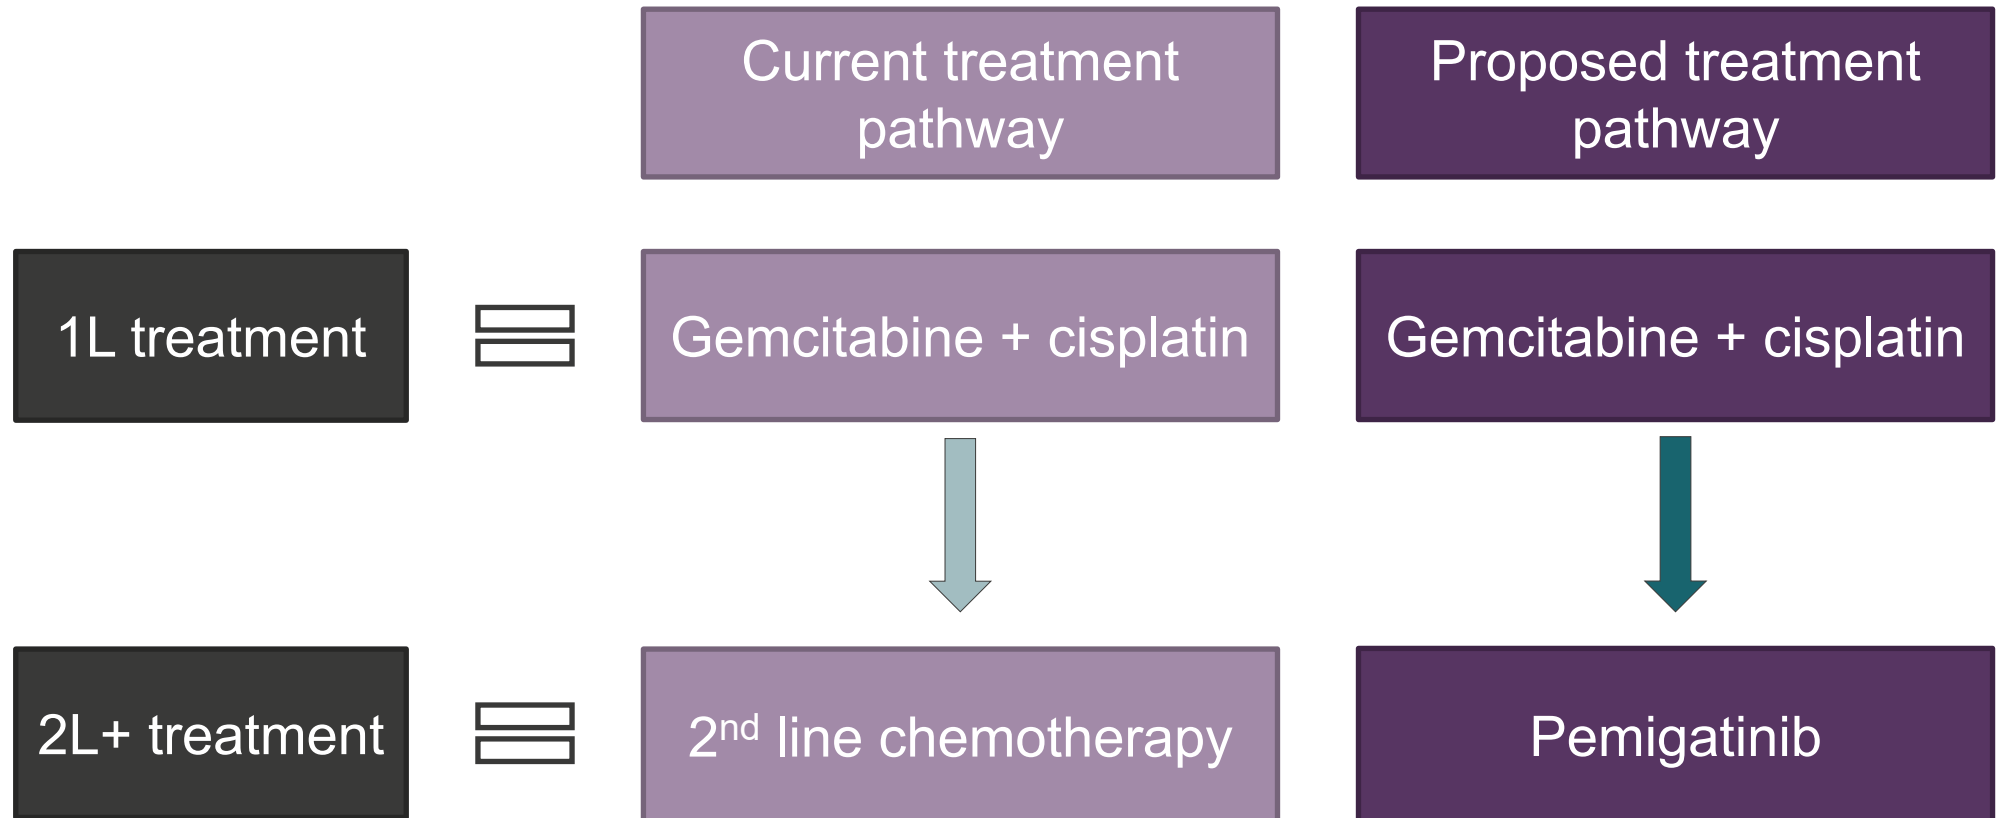 Current treatment
pathway
Proposed treatment
pathway
1L treatment
Gemcitabine + cisplatin
Gemcitabine + cisplatin
2L+ treatment
2nd line chemotherapy
Pemigatinib